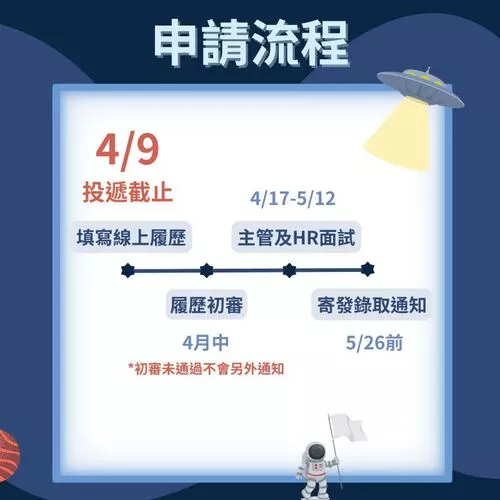 申請流程
4/9
投遞截止
4/17-5/12
填寫線上履歷
主管及HR面試
履歷初審
寄發錄取通知
4月中
5/26前
*初審未通過不會另外通知